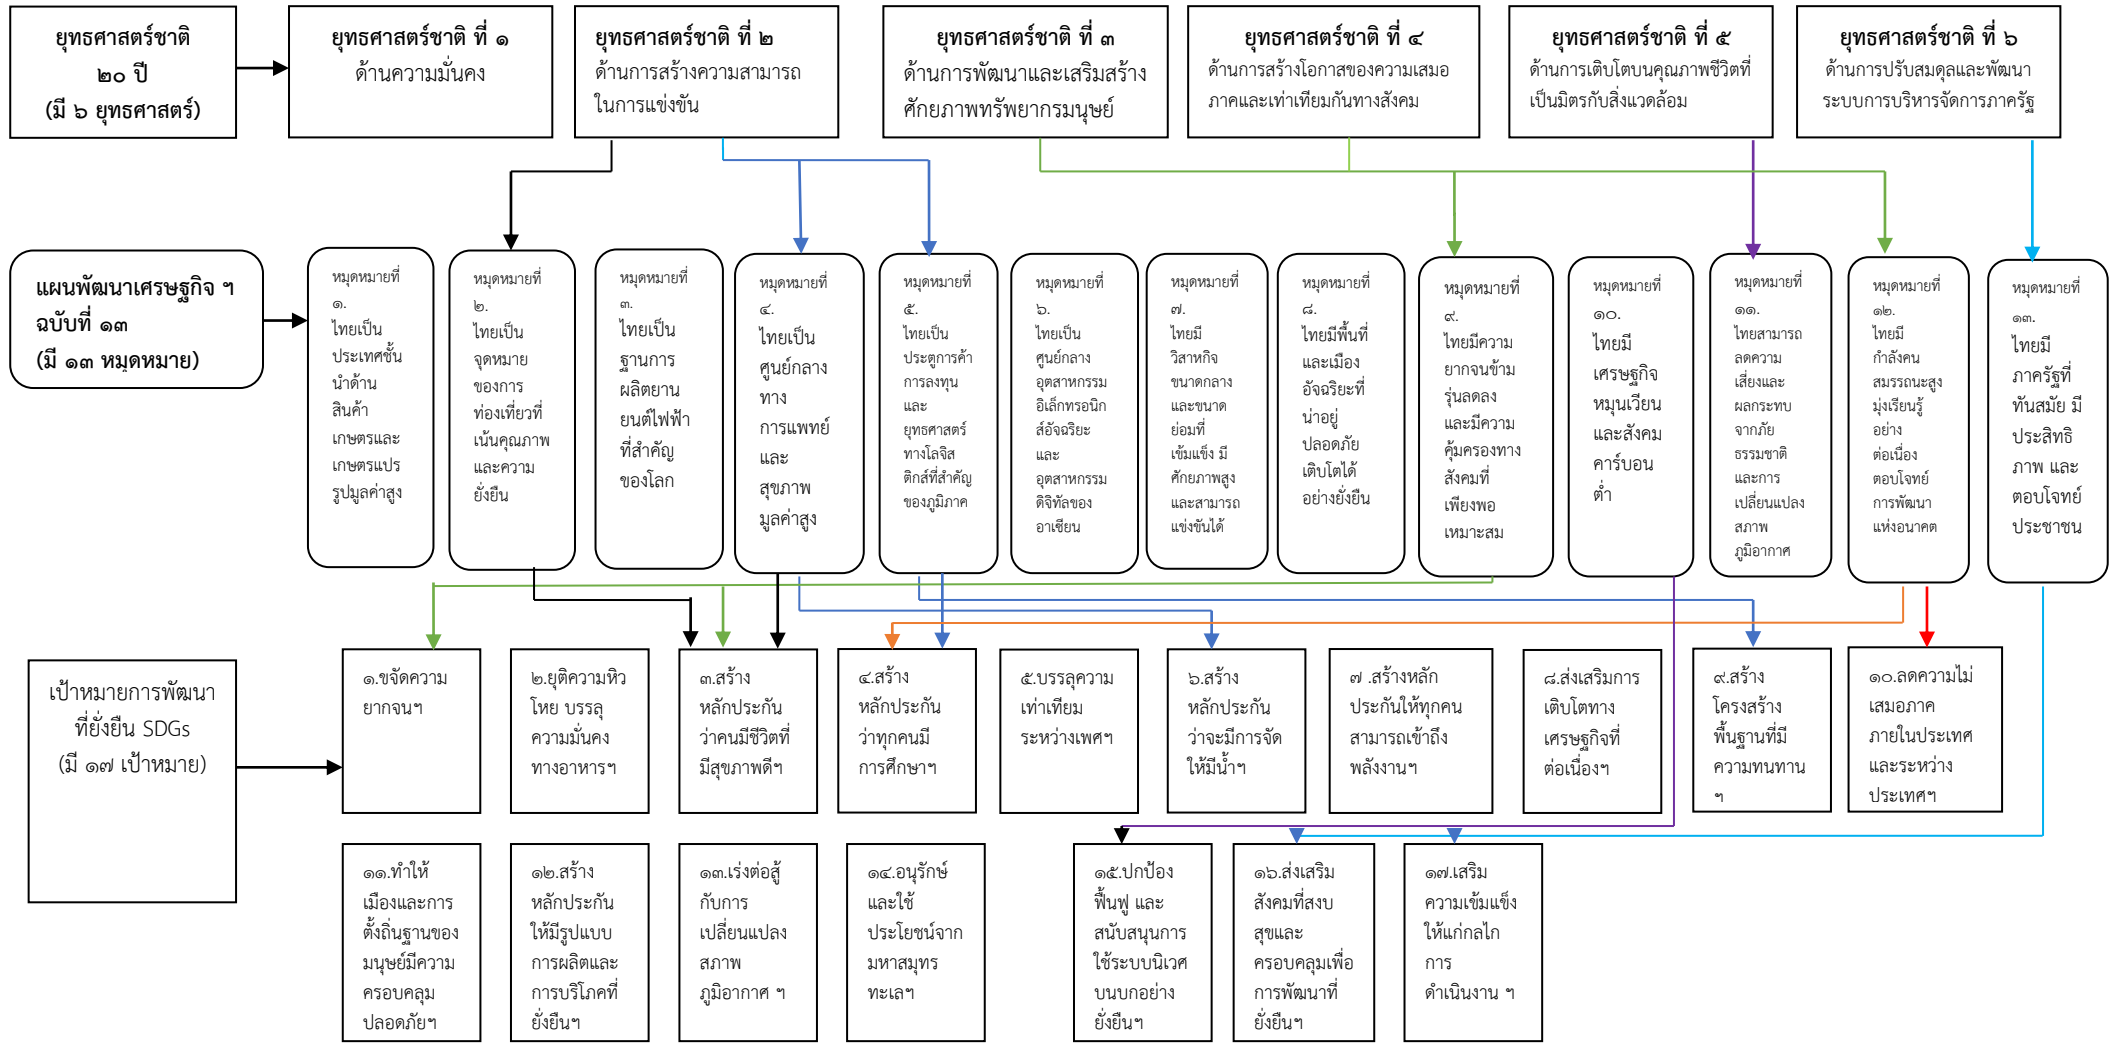 ยุทธศาสตร์ชาติ
๒๐ ปี
(มี ๖ ยุทธศาสตร์)
ยุทธศาสตร์ชาติ ที่ ๑
ด้านความมั่นคง
ยุทธศาสตร์ชาติ ที่ ๒
ด้านการสร้างความสามารถ
ในการแข่งขัน
ยุทธศาสตร์ชาติ ที่ ๓
ด้านการพัฒนาและเสริมสร้าง
ศักยภาพทรัพยากรมนุษย์
ยุทธศาสตร์ชาติ ที่ ๔
ด้านการสร้างโอกาสของความเสมอ
ภาคและเท่าเทียมกันทางสังคม
ยุทธศาสตร์ชาติ ที่ ๕
ด้านการเติบโตบนคุณภาพชีวิตที่
เป็นมิตรกับสิ่งแวดล้อม
ยุทธศาสตร์ชาติ ที่ ๖
ด้านการปรับสมดุลและพัฒนา
ระบบการบริหารจัดการภาครัฐ
แผนพัฒนาเศรษฐกิจ ฯ
ฉบับที่ ๑๓
(มี ๑๓ หมุดหมาย)
หมุดหมายที่
๑.
ไทยเป็น
ประเทศชั้น
นำด้าน
สินค้า
เกษตรและ
เกษตรแปร
รูปมูลค่าสูง
หมุดหมายที่
๒.
ไทยเป็น
จุดหมาย
ของการ
ท่องเที่ยวที่
เน้นคุณภาพ
และความ
ยั่งยืน
หมุดหมายที่
๓.
ไทยเป็น
ฐานการ
ผลิตยาน
ยนต์ไฟฟ้า
ที่สำคัญ
ของโลก
หมุดหมายที่
๔.
ไทยเป็น
ศูนย์กลาง
ทาง
การแพทย์
และ
สุขภาพ
มูลค่าสูง
หมุดหมายที่
๕.
ไทยเป็น
ประตูการค้า
การลงทุน
และ
ยุทธศาสตร์
ทางโลจิส
ติกส์ที่สำคัญ
ของภูมิภาค
หมุดหมายที่
๖.
ไทยเป็น
ศูนย์กลาง
อุตสาหกรรม
อิเล็กทรอนิก
ส์อัจฉริยะ
และ
อุตสาหกรรม
ดิจิทัลของ
อาเซียน
หมุดหมายที่
๗.
ไทยมี
วิสาหกิจ
ขนาดกลาง
และขนาด
ย่อมที่
เข้มแข็ง มี
ศักยภาพสูง
และสามารถ
แข่งขันได้
หมุดหมายที่
๘.
ไทยมีพื้นที่
และเมือง
อัจฉริยะที่
น่าอยู่
ปลอดภัย
เติบโตได้
อย่างยั่งยืน
หมุดหมายที่
๙.
ไทยมีความ
ยากจนข้าม
รุ่นลดลง
และมีความ
คุ้มครองทาง
สังคมที่
เพียงพอ
เหมาะสม
หมุดหมายที่
๑๐.
ไทยมี
เศรษฐกิจ
หมุนเวียน
และสังคม
คาร์บอน
ต่ำ
หมุดหมายที่
๑๑.
ไทยสามารถ
ลดความ
เสี่ยงและ
ผลกระทบ
จากภัย
ธรรมชาติ
และการ
เปลี่ยนแปลง
สภาพ
ภูมิอากาศ
หมุดหมายที่
๑๒.
ไทยมี
กำลังคน
สมรรถนะสูง
มุ่งเรียนรู้
อย่าง
ต่อเนื่อง
ตอบโจทย์
การพัฒนา
แห่งอนาคต
หมุดหมายที่
๑๓.
ไทยมี
ภาครัฐที่
ทันสมัย มี
ประสิทธิ
ภาพ และ
ตอบโจทย์
ประชาชน
เป้าหมายการพัฒนา
ที่ยั่งยืน SDGs
(มี ๑๗ เป้าหมาย)
๑.ขจัดความ
ยากจนฯ
๒.ยุติความหิว
โหย บรรลุ
ความมั่นคง
ทางอาหารฯ
๓.สร้าง
หลักประกัน
ว่าคนมีชีวิตที่
มีสุขภาพดีฯ
๔.สร้าง
หลักประกัน
ว่าทุกคนมี
การศึกษาฯ
๕.บรรลุความ
เท่าเทียม
ระหว่างเพศฯ
๖.สร้าง
หลักประกัน
ว่าจะมีการจัด
ให้มีน้ำฯ
๗ .สร้างหลัก
ประกันให้ทุกคน
สามารถเข้าถึง
พลังงานฯ
๘.ส่งเสริมการ
เติบโตทาง
เศรษฐกิจที่
ต่อเนื่องฯ
๙.สร้าง
โครงสร้าง
พื้นฐานที่มี
ความทนทาน
ฯ
๑๐.ลดความไม่
เสมอภาค
ภายในประเทศ
และระหว่าง
ประเทศฯ
๑๑.ทำให้
เมืองและการ
ตั้งถิ่นฐานของ
มนุษย์มีความ
ครอบคลุม
ปลอดภัยฯ
๑๒.สร้าง
หลักประกัน
ให้มีรูปแบบ
การผลิตและ
การบริโภคที่
ยั่งยืนฯ
๑๓.เร่งต่อสู้
กับการ
เปลี่ยนแปลง
สภาพ
ภูมิอากาศ ฯ
๑๔.อนุรักษ์
และใช้
ประโยชน์จาก
มหาสมุทร
ทะเลฯ
๑๕.ปกป้อง
ฟื้นฟู และ
สนับสนุนการ
ใช้ระบบนิเวศ
บนบกอย่าง
ยั่งยืนฯ
๑๖.ส่งเสริม
สังคมที่สงบ
สุขและ
ครอบคลุมเพื่อ
การพัฒนาที่
ยั่งยืนฯ
๑๗.เสริม
ความเข้มแข็ง
ให้แก่กลไก
การ
ดำเนินงาน ฯ